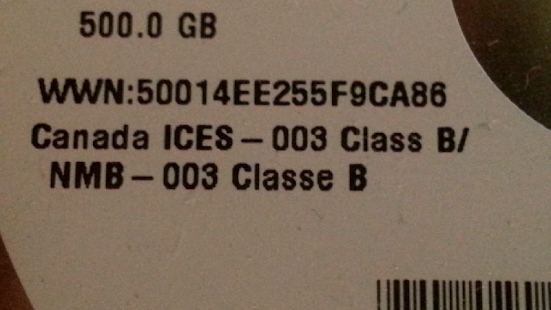 500.0 GB
WWN:50014EE255F9CA86
Canada ICES – 003 Class B/
NMB – 003 Classe B